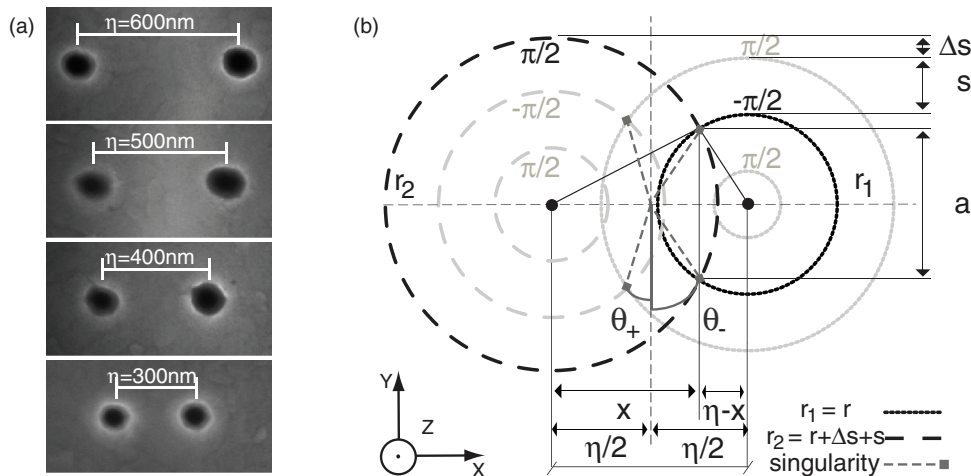 (a)
η=600nm
η=500nm
η=400nm
η=300nm
(b)
π/2
-π/2
π/2
π/2
-π/2
π/2
Δs
s
a
r₂
r₁
θ₊
θ₋
x
η-x
η/2
η/2
Y
Z
X
r₁ = r
r₂ = r+Δs+s
singularity